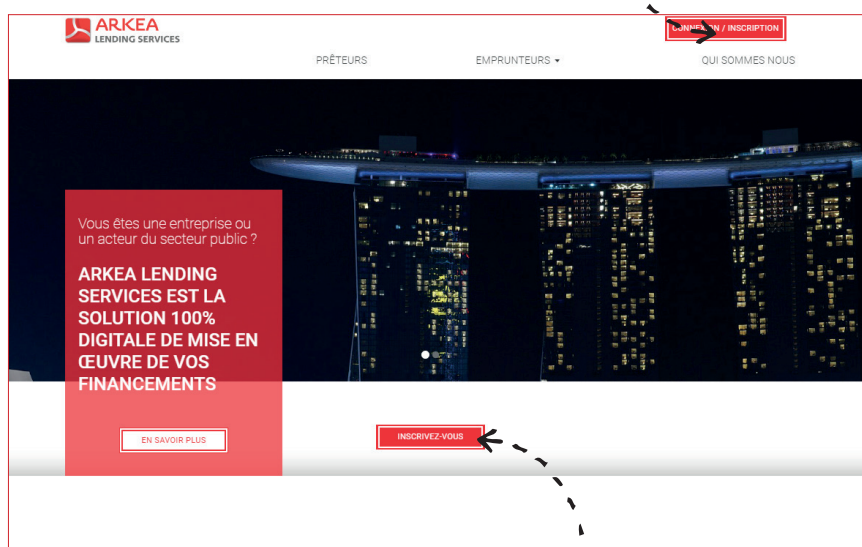 ARKEA
LENDING SERVICES
CONNEXION / INSCRIPTION
PRÊTEURS
EMPRUNTEURS
QUI SOMMES NOUS
Vous êtes une entreprise ou
un acteur du secteur public ?
ARKEA LENDING
SERVICES EST LA
SOLUTION 100%
DIGITALE DE MISE EN
ŒUVRE DE VOS
FINANCEMENTS
EN SAVOIR PLUS
INSCRIVEZ-VOUS